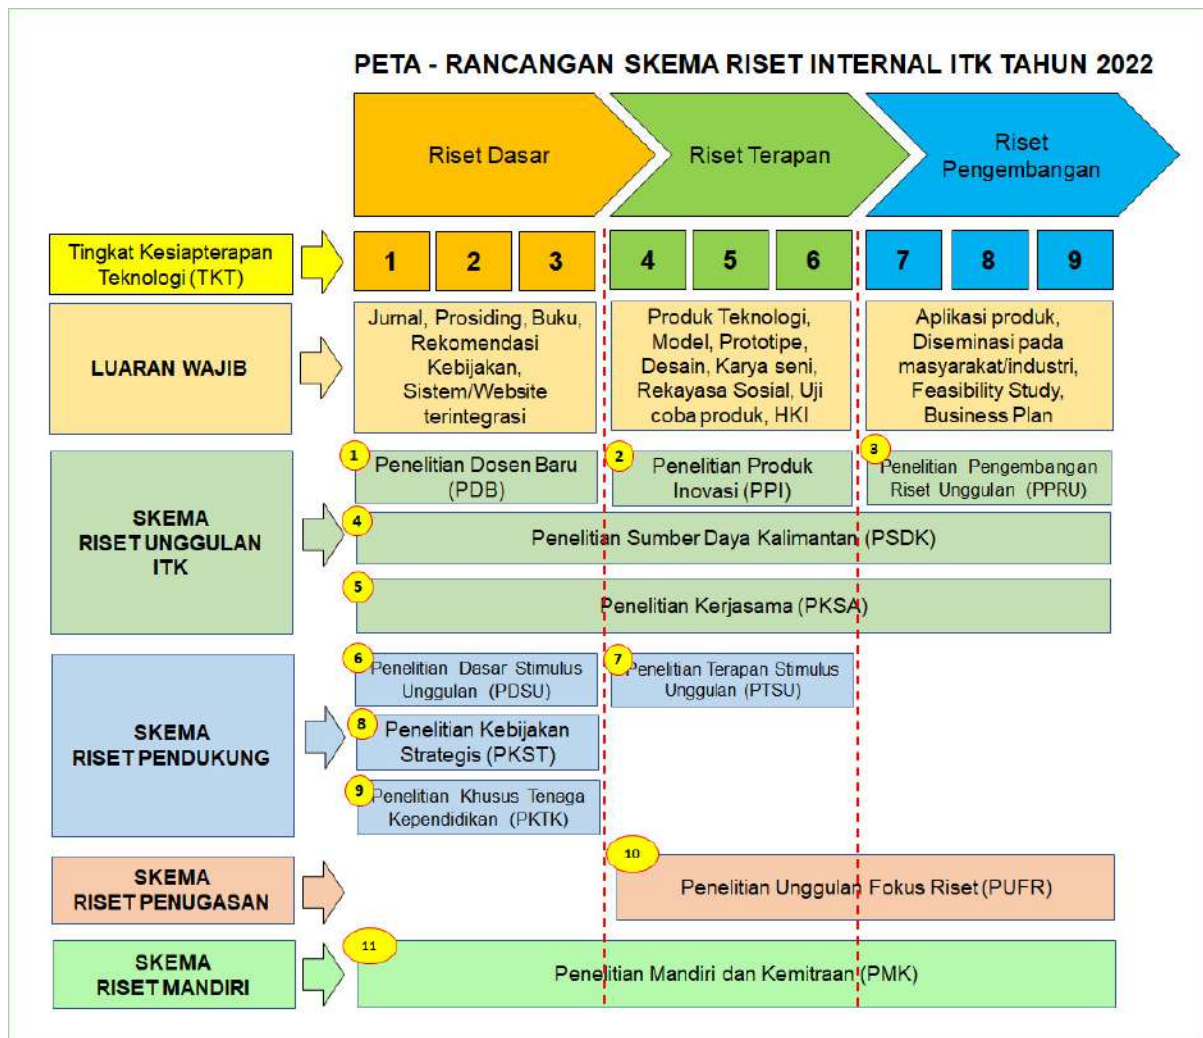 PETA - RANCANGAN SKEMA RISET INTERNAL ITK TAHUN 2022
Riset Dasar
Riset Terapan
Riset
Pengembangan
Tingkat Kesiapterapan
Teknologi (TKT)
1
2
3
4
5
6
7
8
9
LUARAN WAJIB
Jurnal, Prosiding, Buku,
Rekomendasi
Kebijakan,
Sistem/Website
terintegrasi
Produk Teknologi,
Model, Prototipe,
Desain, Karya seni,
Rekayasa Sosial, Uji
coba produk, HKI
Aplikasi produk,
Diseminasi pada
masyarakat/industri,
Feasibility Study,
Business Plan
SKEMA
RISET UNGGULAN
ITK
1
Penelitian Dosen Baru
(PDB)
2
Penelitian Produk
Inovasi (PPI)
3
Penelitian Pengembangan
Riset Unggulan (PPRU)
4
Penelitian Sumber Daya Kalimantan (PSDK)
5
Penelitian Kerjasama (PKSA)
SKEMA
RISET PENDUKUNG
6
Penelitian Dasar Stimulus
Unggulan (PDSU)
7
Penelitian Terapan Stimulus
Unggulan (PTSU)
8
Penelitian Kebijakan
Strategis (PKST)
9
Penelitian Khusus Tenaga
Kependidikan (PKTK)
SKEMA
RISET PENUGASAN
10
Penelitian Unggulan Fokus Riset (PUFR)
SKEMA
RISET MANDIRI
11
Penelitian Mandiri dan Kemitraan (PMK)